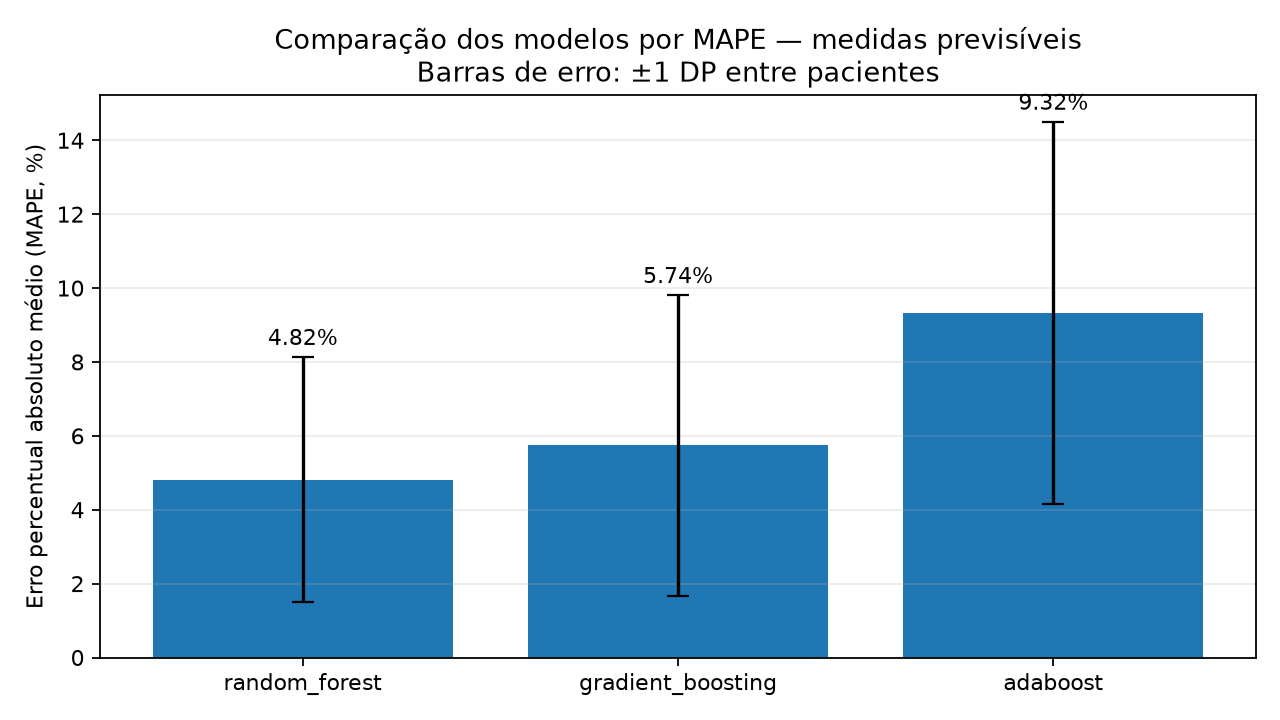 Comparação dos modelos por MAPE — medidas previsíveis
Barras de erro: ±1 DP entre pacientes
Erro percentual absoluto médio (MAPE, %)
14
12
10
8
6
4
2
0
4.82%
5.74%
9.32%
random_forest
gradient_boosting
adaboost